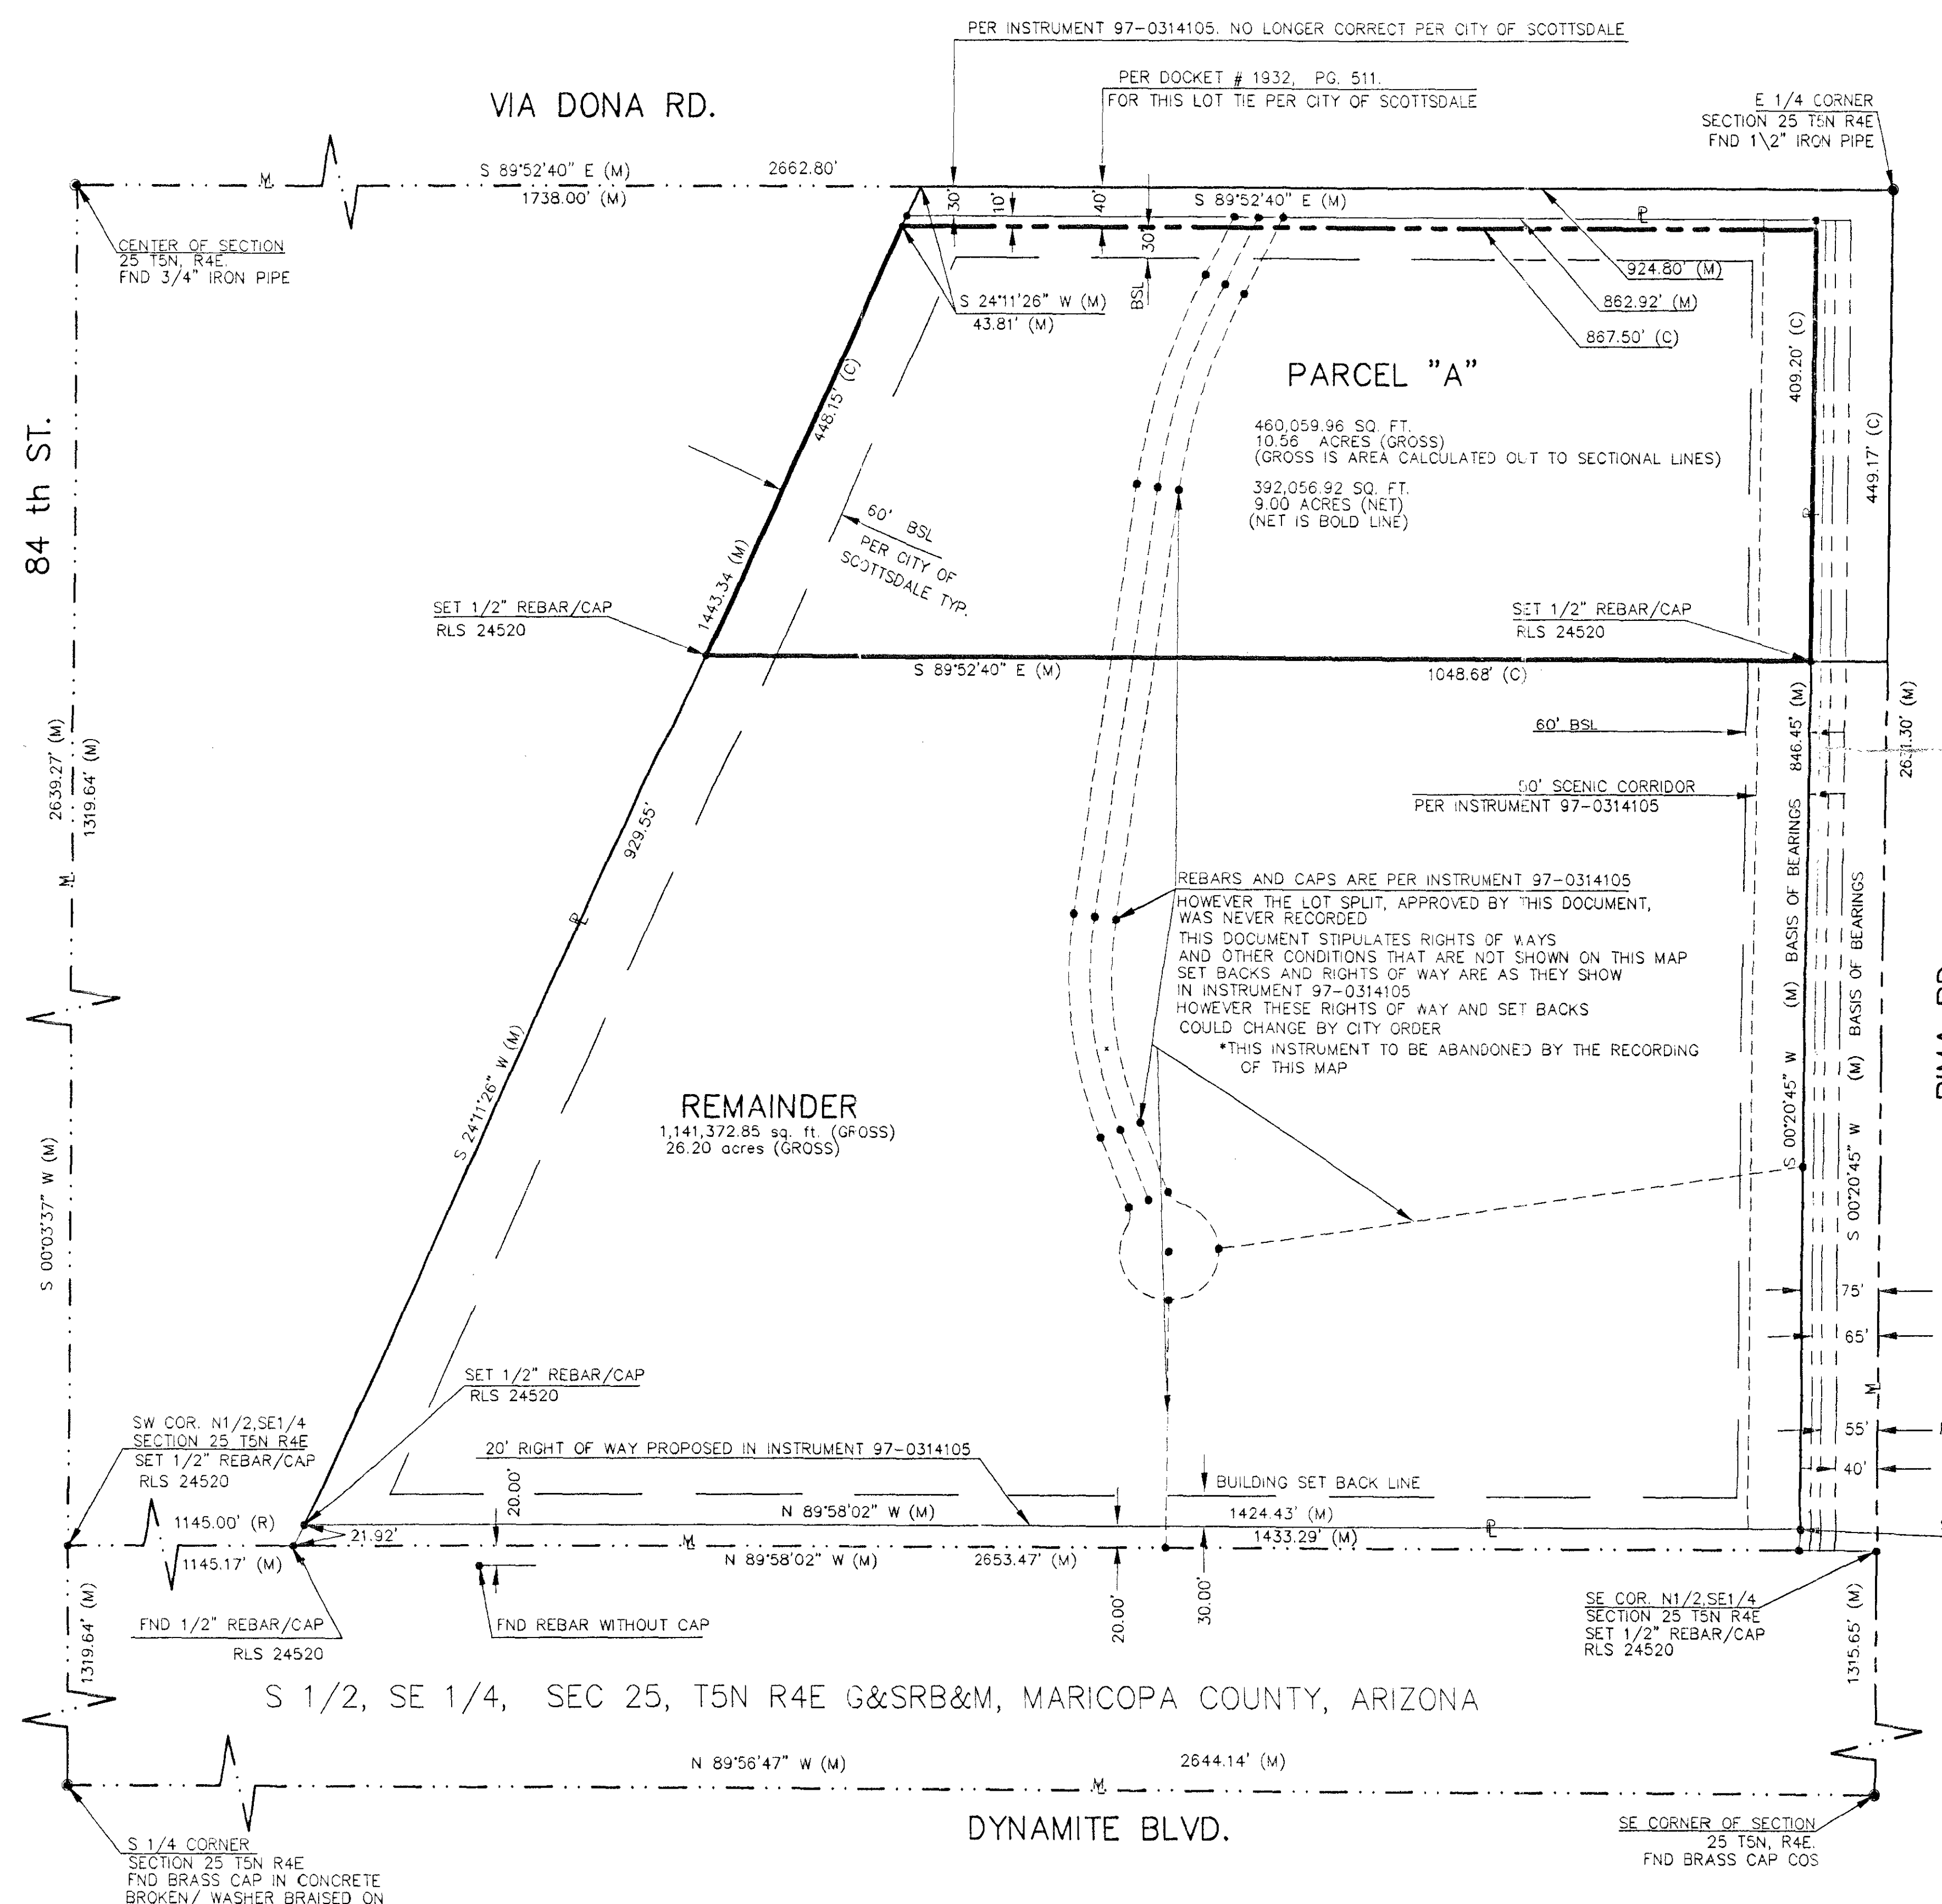 PER INSTRUMENT 97-0314105. NO LONGER CORRECT PER CITY OF SCOTTSDALE
PER DOCKET # 1932, PG. 511.
FOR THIS LOT TIE PER CITY OF SCOTTSDALE
VIA DONA RD.
E 1/4 CORNER
SECTION 25 T5N R4E
FND 1\2" IRON PIPE
S 89°52'40" E (M)
2662.80'
1738.00' (M)
30'
10'
40'
S 89°52'40" E (M)
30'
BSL
CENTER OF SECTION
25 T5N, R4E.
FND 3/4" IRON PIPE
S 24°11'26" W (M)
43.81' (M)
924.80' (M)
862.92' (M)
867.50' (C)
PARCEL "A"
460,059.96 SQ. FT.
10.56 ACRES (GROSS)
(GROSS IS AREA CALCULATED OUT TO SECTIONAL LINES)
392,056.92 SQ. FT.
9.00 ACRES (NET)
(NET IS BOLD LINE)
409.20' (C)
449.17' (C)
84 th ST.
448.15' (C)
1443.34 (M)
60' BSL
PER CITY OF
SCOTTSDALE TYP.
SET 1/2" REBAR/CAP
RLS 24520
SET 1/2" REBAR/CAP
RLS 24520
S 89°52'40" E (M)
1048.68' (C)
2639.27' (M)
1319.64' (M)
929.55'
60' BSL
846.45' (M)
50' SCENIC CORRIDOR
PER INSTRUMENT 97-0314105
S 00°20'45" W (M) BASIS OF BEARINGS
S 00°20'45" W (M) BASIS OF BEARINGS
REBARS AND CAPS ARE PER INSTRUMENT 97-0314105
HOWEVER THE LOT SPLIT, APPROVED BY THIS DOCUMENT,
WAS NEVER RECORDED
THIS DOCUMENT STIPULATES RIGHTS OF WAYS
AND OTHER CONDITIONS THAT ARE NOT SHOWN ON THIS MAP
SET BACKS AND RIGHTS OF WAY ARE AS THEY SHOW
IN INSTRUMENT 97-0314105
HOWEVER THESE RIGHTS OF WAY AND SET BACKS
COULD CHANGE BY CITY ORDER
*THIS INSTRUMENT TO BE ABANDONED BY THE RECORDING
OF THIS MAP
S 24°11'26" W (M)
REMAINDER
1,141,372.85 sq. ft. (GROSS)
26.20 acres (GROSS)
S 00°03'37" W (M)
75'
65'
55'
40'
SET 1/2" REBAR/CAP
RLS 24520
SW COR. N1/2,SE1/4
SECTION 25 T5N R4E
SET 1/2" REBAR/CAP
RLS 24520
20' RIGHT OF WAY PROPOSED IN INSTRUMENT 97-0314105
20.00'
BUILDING SET BACK LINE
1145.00' (R)
21.92'
N 89°58'02" W (M)
1424.43' (M)
1433.29' (M)
1145.17' (M)
N 89°58'02" W (M)
2653.47' (M)
20.00'
30.00'
FND 1/2" REBAR/CAP
RLS 24520
FND REBAR WITHOUT CAP
SE COR. N1/2,SE1/4
SECTION 25 T5N R4E
SET 1/2" REBAR/CAP
RLS 24520
1319.64' (M)
1315.65' (M)
S 1/2, SE 1/4, SEC 25, T5N R4E G&SRB&M, MARICOPA COUNTY, ARIZONA
N 89°56'47" W (M)
2644.14' (M)
DYNAMITE BLVD.
S 1/4 CORNER
SECTION 25 T5N R4E
FND BRASS CAP IN CONCRETE
BROKEN/ WASHER BRAISED ON
SE CORNER OF SECTION
25 T5N, R4E.
FND BRASS CAP COS